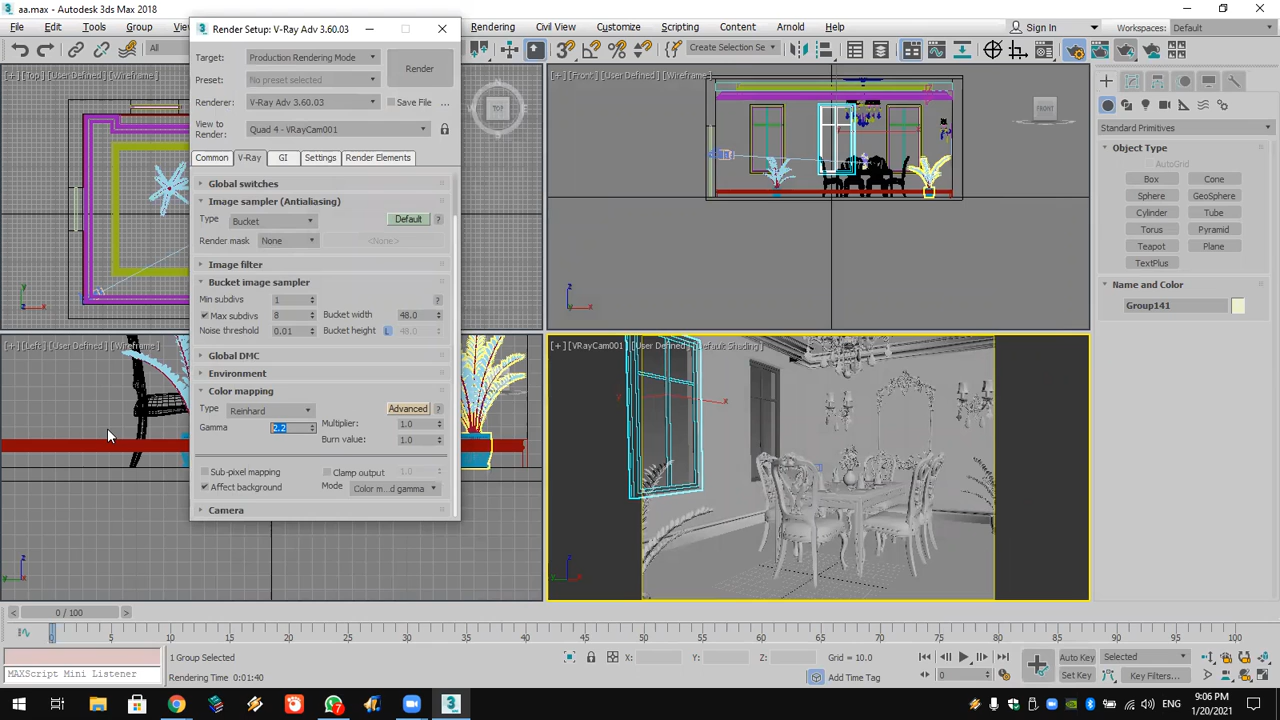 aa.max - Autodesk 3ds Max 2018
File
Edit
Tools
Group
Rendering
Civil View
Customize
Scripting
Content
Arnold
Sign In
Workspaces: Default
All
Create Selection Se
Render Setup: V-Ray Adv 3.60.03
Target: Production Rendering Mode
Render
Preset: No preset selected
Renderer: V-Ray Adv 3.60.03
Save File ...
View to
Render: Quad 4 - VRayCam001
Common
V-Ray
GI
Settings
Render Elements
Global switches
Image sampler (Antialiasing)
Type Bucket Default ?
Render mask None <None>
Image filter
Bucket image sampler
Min subdivs 1 ?
Max subdivs 8 Bucket width 48.0
Noise threshold 0.01 Bucket height L 48.0
Global DMC
Environment
Color mapping
Type Reinhard Advanced ?
Gamma 2.2 Multiplier: 1.0
Burn value: 1.0
Sub-pixel mapping Clamp output 1.0
Affect background Mode Color m...d gamma
Camera
[+] [Top] [User Defined] [Wireframe]
TOP
[+] [Front] [User Defined] [Wireframe]
FRONT
[+] [Left] [User Defined] [Wireframe]
[+] [VRayCam001] [User Defined] [Default Shading]
Standard Primitives
Object Type
AutoGrid
Box Cone
Sphere GeoSphere
Cylinder Tube
Torus Pyramid
Teapot Plane
TextPlus
Name and Color
Group141
0 / 100
0 5 10 15 20 25 30 35 40 45 50 55 60 65 70 75 80 85 90 95 100
1 Group Selected
X: Y: Z: Grid = 10.0
Auto Key Selected
MAXScript Mini Listener
Rendering Time 0:01:40
Add Time Tag
0
Set Key Key Filters...
9:06 PM
1/20/2021